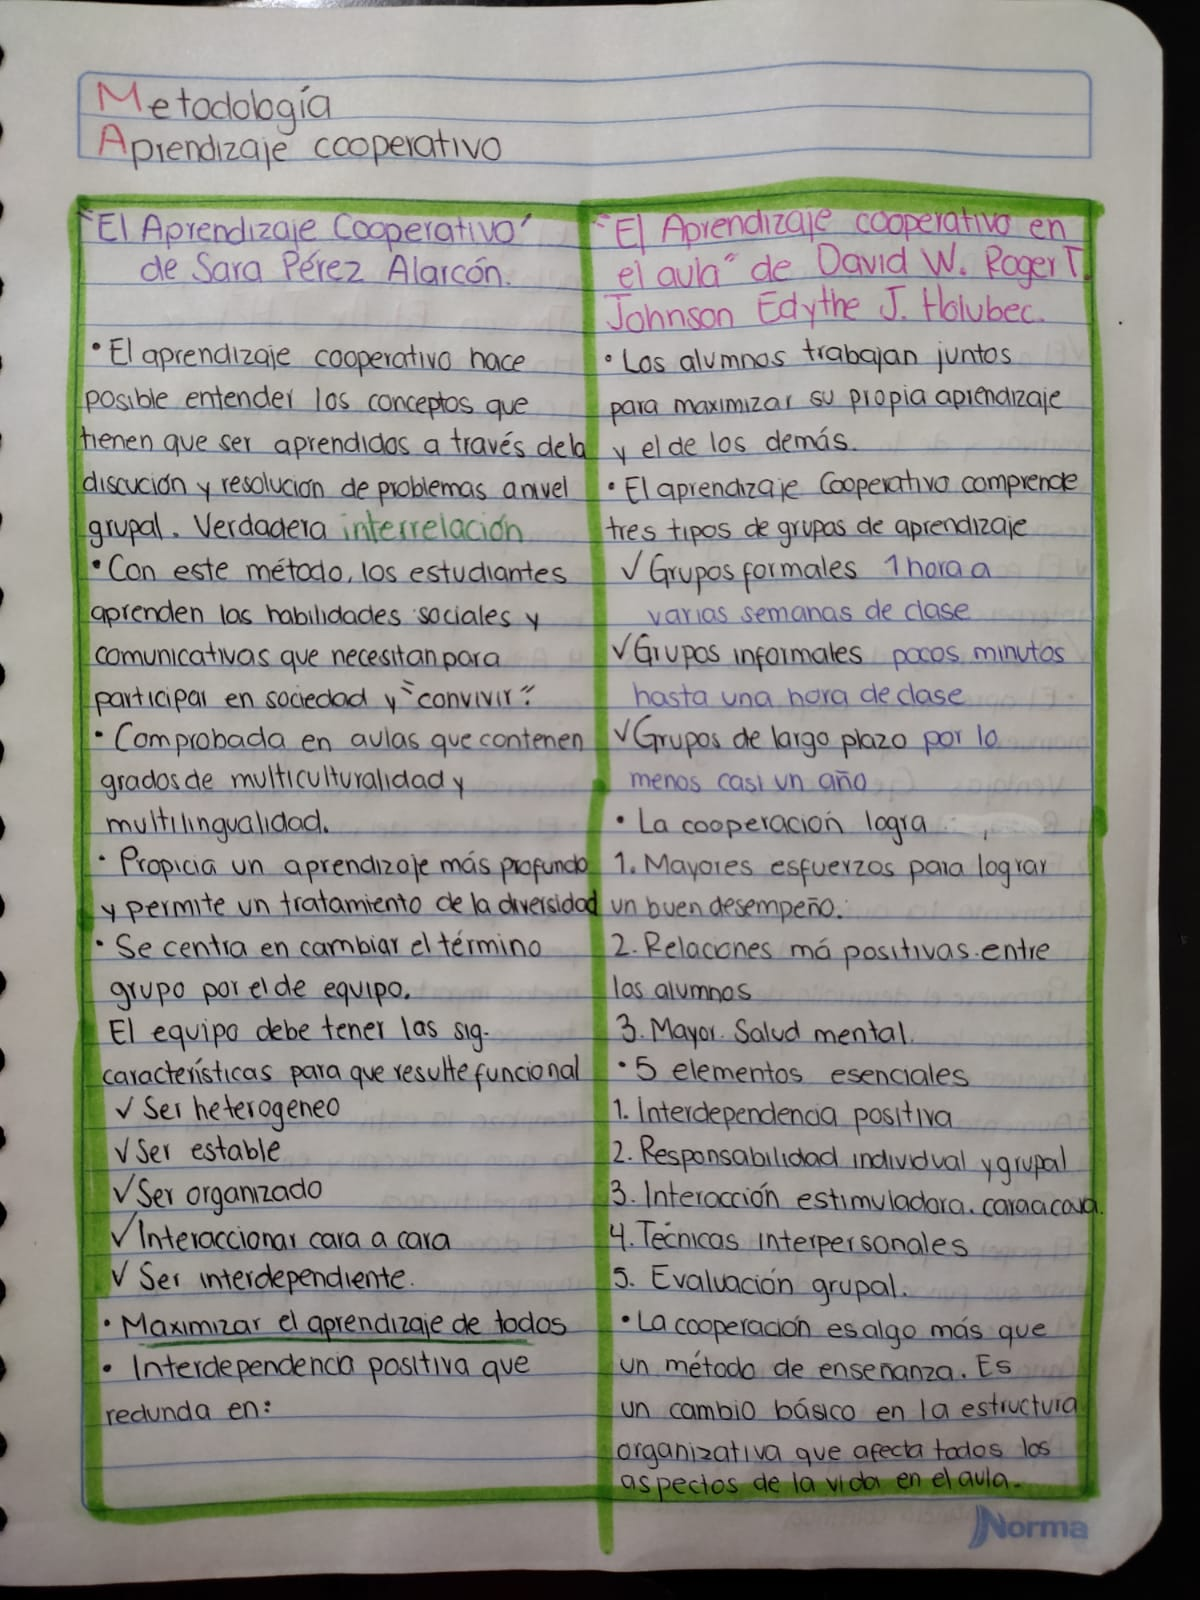 Metodología
Aprendizaje cooperativo
"El Aprendizaje Cooperativo"
de Sara Pérez Alarcón.
• El aprendizaje cooperativo hace
posible entender los conceptos que
tienen que ser aprendidos a través de la
discución y resolución de problemas a nivel
grupal. Verdadera interrelación
• Con este método, los estudiantes
aprenden las habilidades sociales y
comunicativas que necesitan para
participar en sociedad y "convivir".
• Comprobada en aulas que contenen
grados de multiculturalidad y
multilingualidad.
• Propicia un aprendizaje más profundo
y permite un tratamiento de la diversidad
• Se centra en cambiar el término
grupo por el de equipo.
El equipo debe tener las sig.
características para que resulte funcional
✓ Ser heterogeneo
✓ Ser estable
✓ Ser organizado
✓ Interaccionar cara a cara
✓ Ser interdependiente.
• Maximizar el aprendizaje de todos
• Interdependencia positiva que
redunda en:
"El Aprendizaje cooperativo en
el aula" de David W. Roger T.
Johnson Edythe J. Holubec.
• Los alumnos trabajan juntos
para maximizar su propia aprendizaje
y el de los demás.
• El aprendizaje Cooperativo comprende
tres tipos de grupos de aprendizaje
✓ Grupos formales 1 hora a
varias semanas de clase
✓ Grupos informales pocos minutos
hasta una hora de clase
✓ Grupos de largo plazo por lo
menos casi un año
• La cooperación logra
1. Mayores esfuerzos para lograr
un buen desempeño.
2. Relaciones má positivas entre
los alumnos
3. Mayor Salud mental.
• 5 elementos esenciales
1. Interdependencia positiva
2. Responsabilidad individual y grupal
3. Interacción estimuladora. cara a cara.
4. Técnicas interpersonales
5. Evaluación grupal.
• La cooperación es algo más que
un método de enseñanza. Es
un cambio básico en la estructura
organizativa que afecta todos los
aspectos de la vida en el aula.
Norma